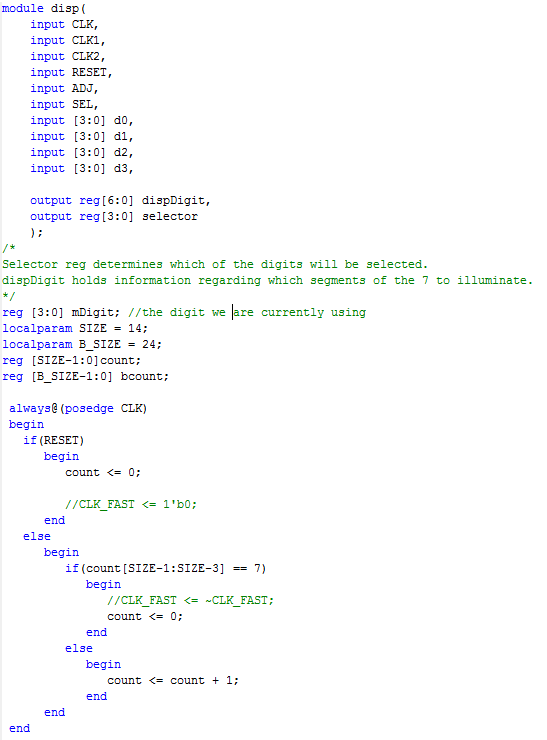 module disp(
    input CLK,
    input CLK1,
    input CLK2,
    input RESET,
    input ADJ,
    input SEL,
    input [3:0] d0,
    input [3:0] d1,
    input [3:0] d2,
    input [3:0] d3,

    output reg[6:0] dispDigit,
    output reg[3:0] selector
    );
/*
Selector reg determines which of the digits will be selected.
dispDigit holds information regarding which segments of the 7 to illuminate.
*/
reg [3:0] mDigit; //the digit we are currently using
localparam SIZE = 14;
localparam B_SIZE = 24;
reg [SIZE-1:0]count;
reg [B_SIZE-1:0] bcount;

 always@(posedge CLK)
 begin
   if(RESET)
      begin
         count <= 0;

         //CLK_FAST <= 1'b0;
      end
   else
      begin
         if(count[SIZE-1:SIZE-3] == 7)
            begin
               //CLK_FAST <= ~CLK_FAST;
               count <= 0;
            end
         else
            begin
               count <= count + 1;
            end
      end
 end